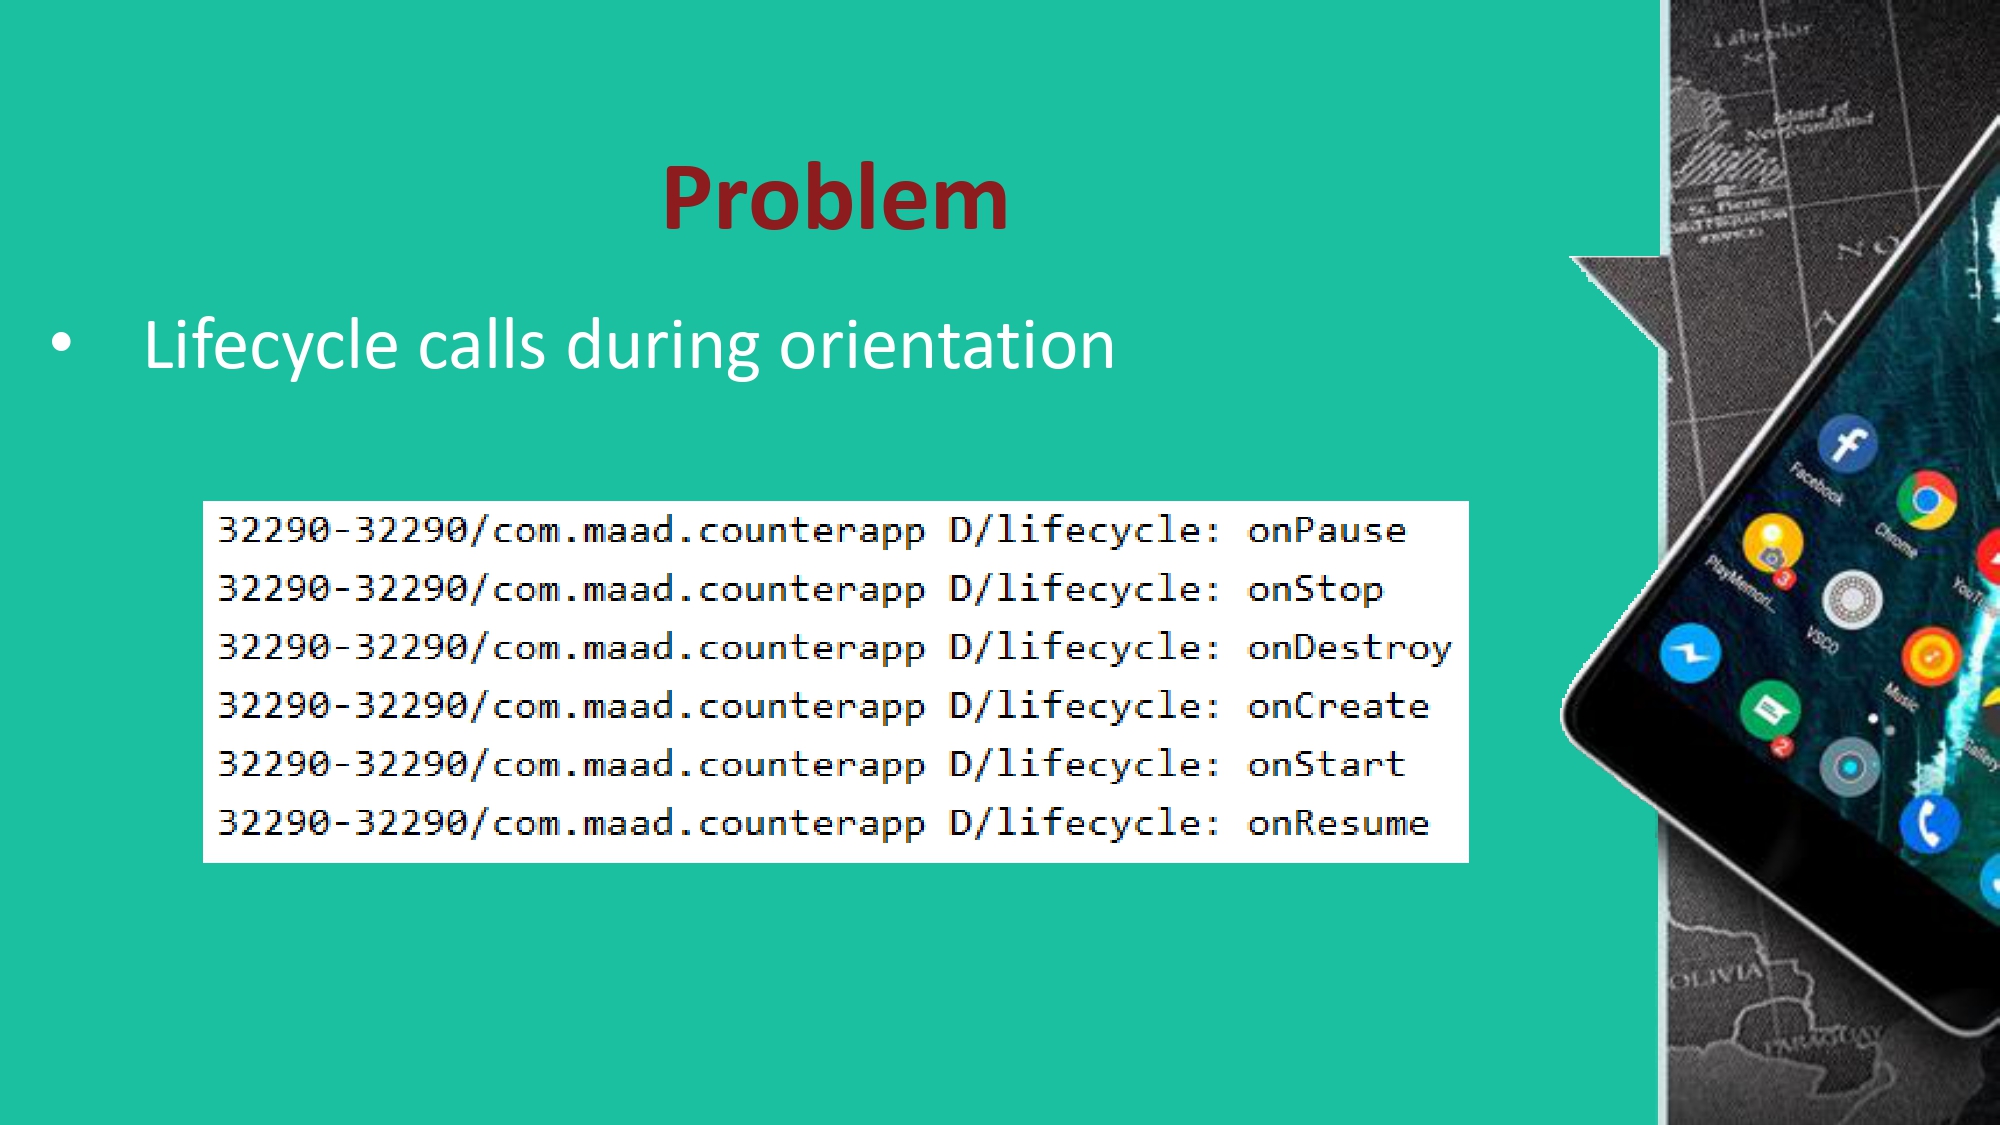 Problem
• Lifecycle calls during orientation
32290-32290/com.maad.counterapp D/lifecycle: onPause
32290-32290/com.maad.counterapp D/lifecycle: onStop
32290-32290/com.maad.counterapp D/lifecycle: onDestroy
32290-32290/com.maad.counterapp D/lifecycle: onCreate
32290-32290/com.maad.counterapp D/lifecycle: onStart
32290-32290/com.maad.counterapp D/lifecycle: onResume
Labrador
Island of
Newfoundland
St. Pierre
(FRANCE)
Facebook
Chrome
PlayMemori...
3
VSCO
Music
2
Gallery
OLIVIA
PARAGUAY